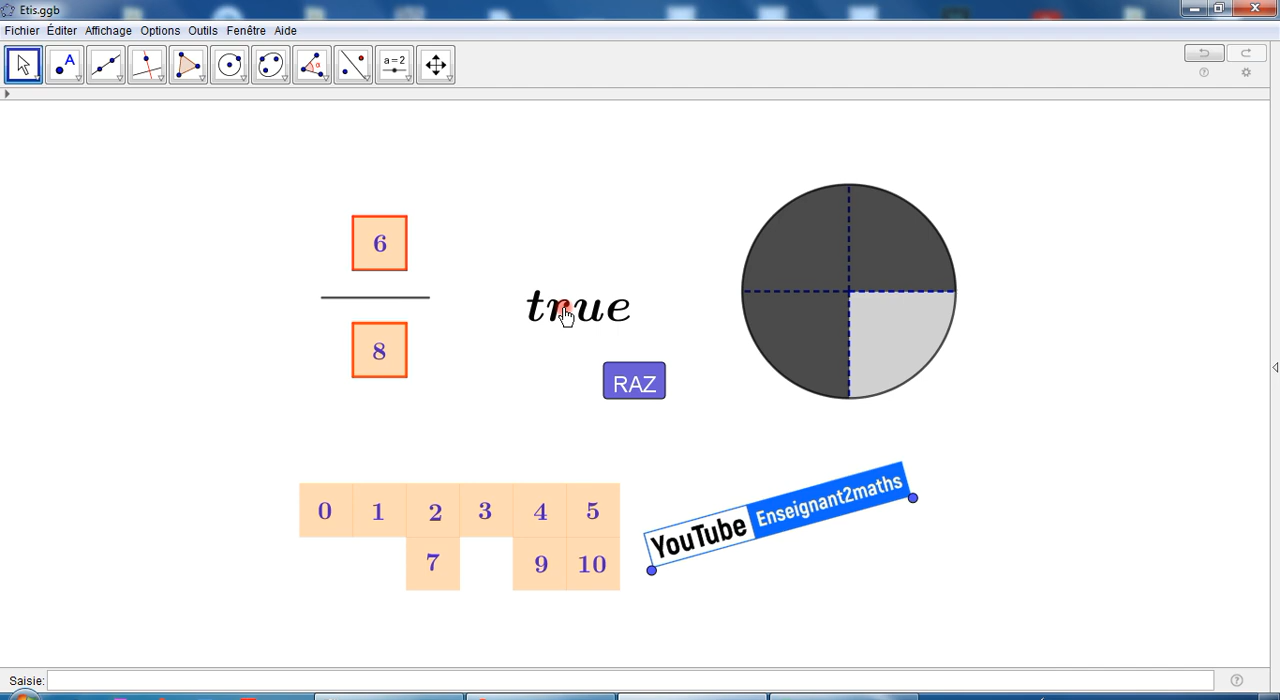 Etis.ggb
Fichier Éditer Affichage Options Outils Fenêtre Aide
A
a=2
6
8
true
RAZ
0 1 2 3 4 5
7 9 10
YouTube Enseignant2maths
Saisie: